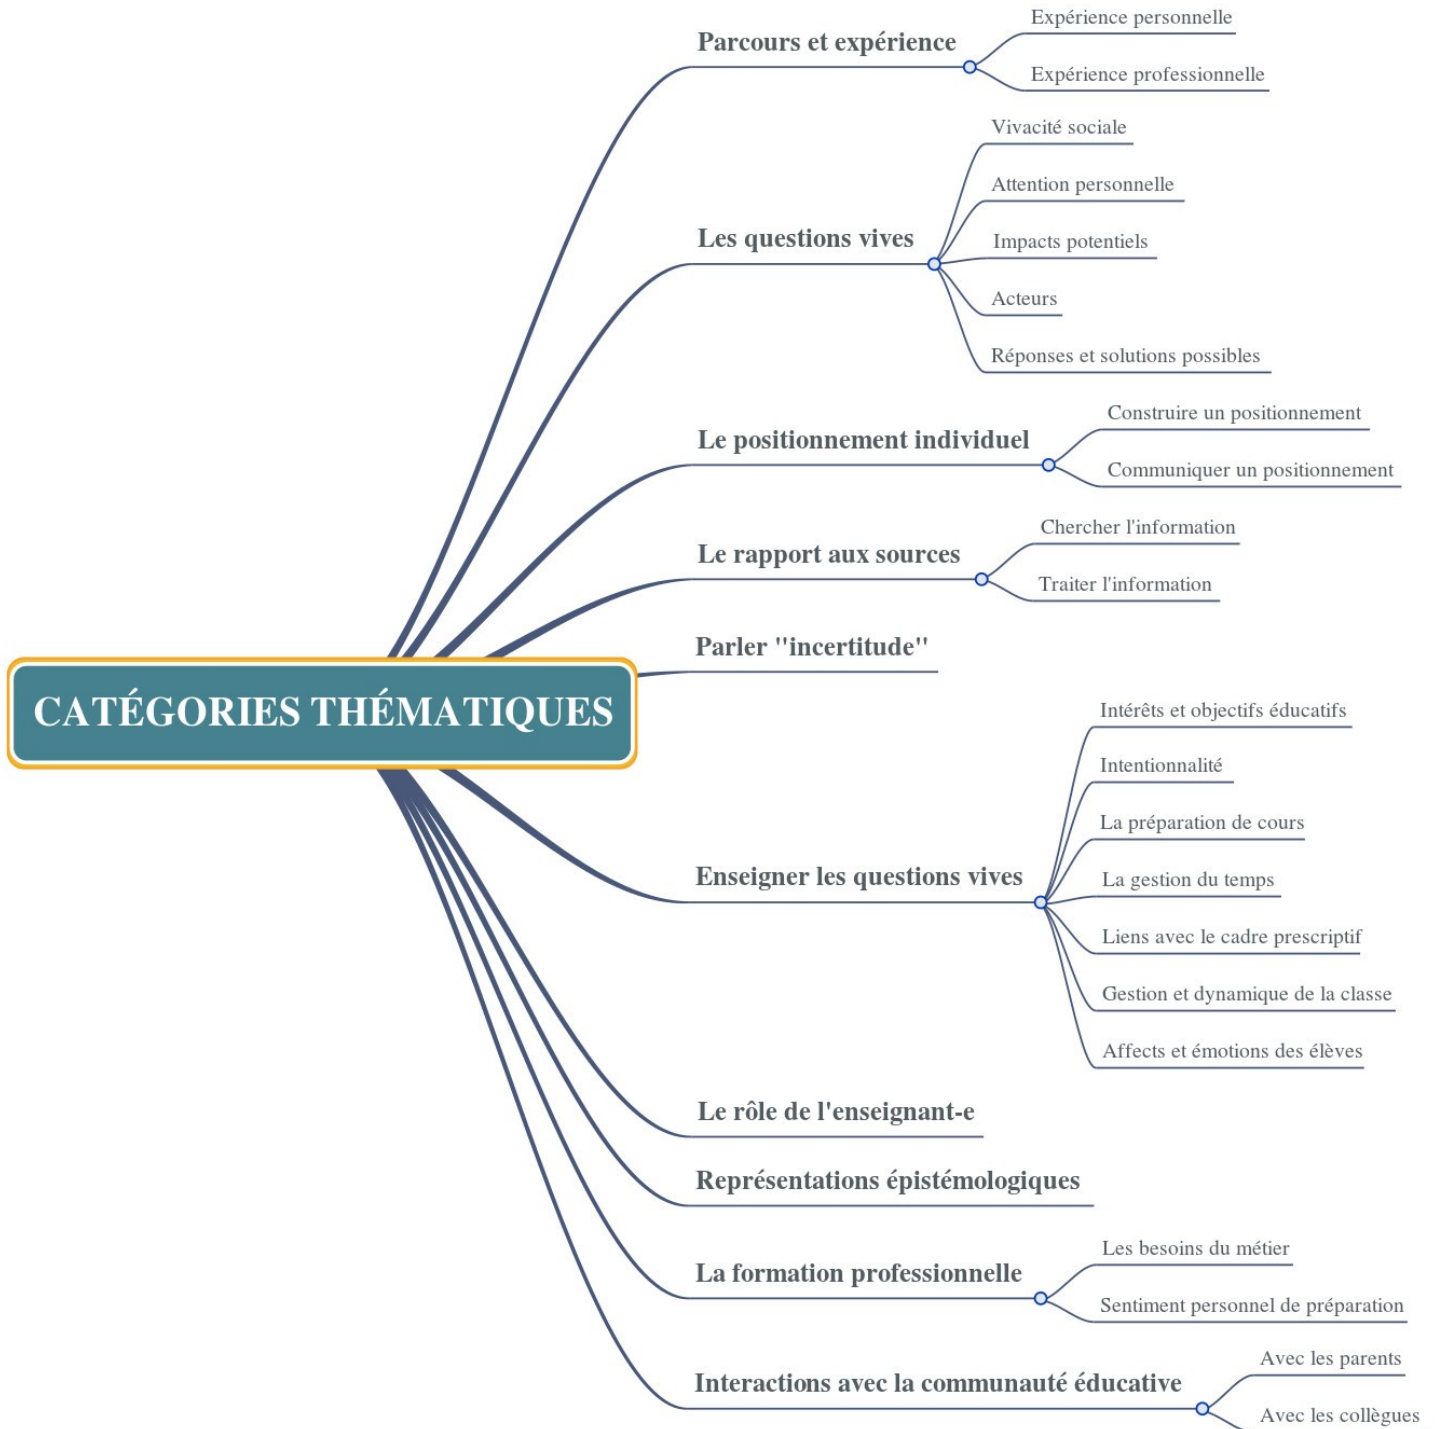 CATÉGORIES THÉMATIQUES
Parcours et expérience
Expérience personnelle
Expérience professionnelle
Les questions vives
Vivacité sociale
Attention personnelle
Impacts potentiels
Acteurs
Réponses et solutions possibles
Le positionnement individuel
Construire un positionnement
Communiquer un positionnement
Le rapport aux sources
Chercher l'information
Traiter l'information
Parler "incertitude"
Enseigner les questions vives
Intérêts et objectifs éducatifs
Intentionnalité
La préparation de cours
La gestion du temps
Liens avec le cadre prescriptif
Gestion et dynamique de la classe
Affects et émotions des élèves
Le rôle de l'enseignant-e
Représentations épistémologiques
La formation professionnelle
Les besoins du métier
Sentiment personnel de préparation
Interactions avec la communauté éducative
Avec les parents
Avec les collègues